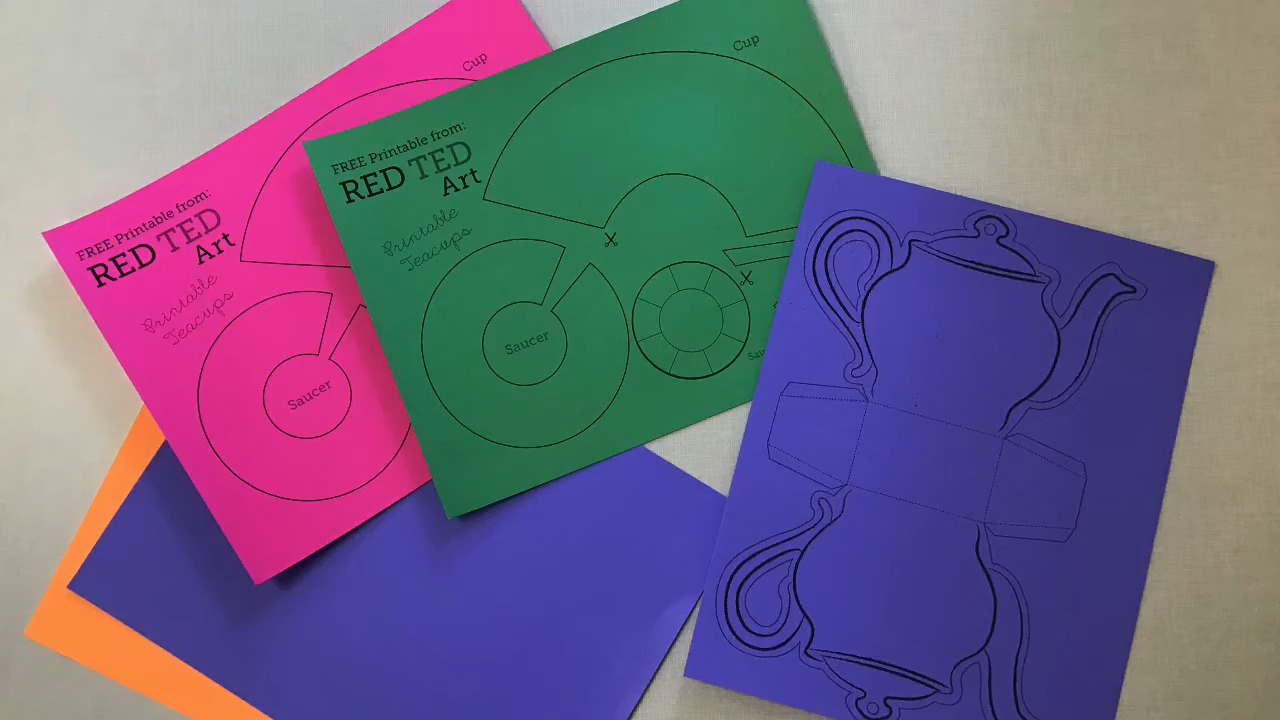 Cup
FREE Printable from:
RED TED
Art
Printable
Teacups
Saucer
Cup
FREE Printable from:
RED TED
Art
Printable
Teacups
Saucer